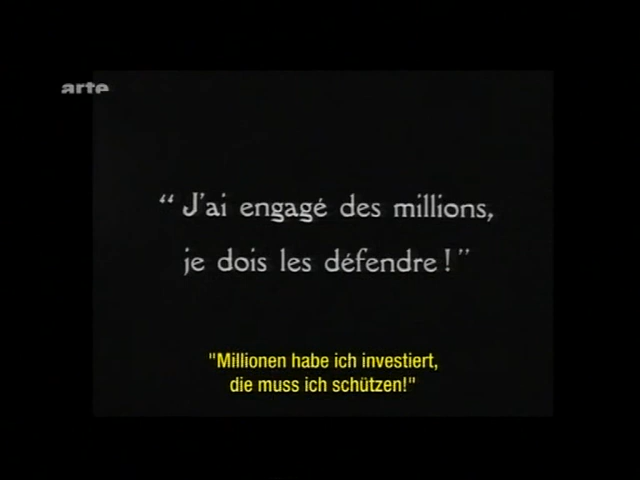 arte
“ J'ai engagé des millions,
je dois les défendre ! ”
"Millionen habe ich investiert,
die muss ich schützen!"